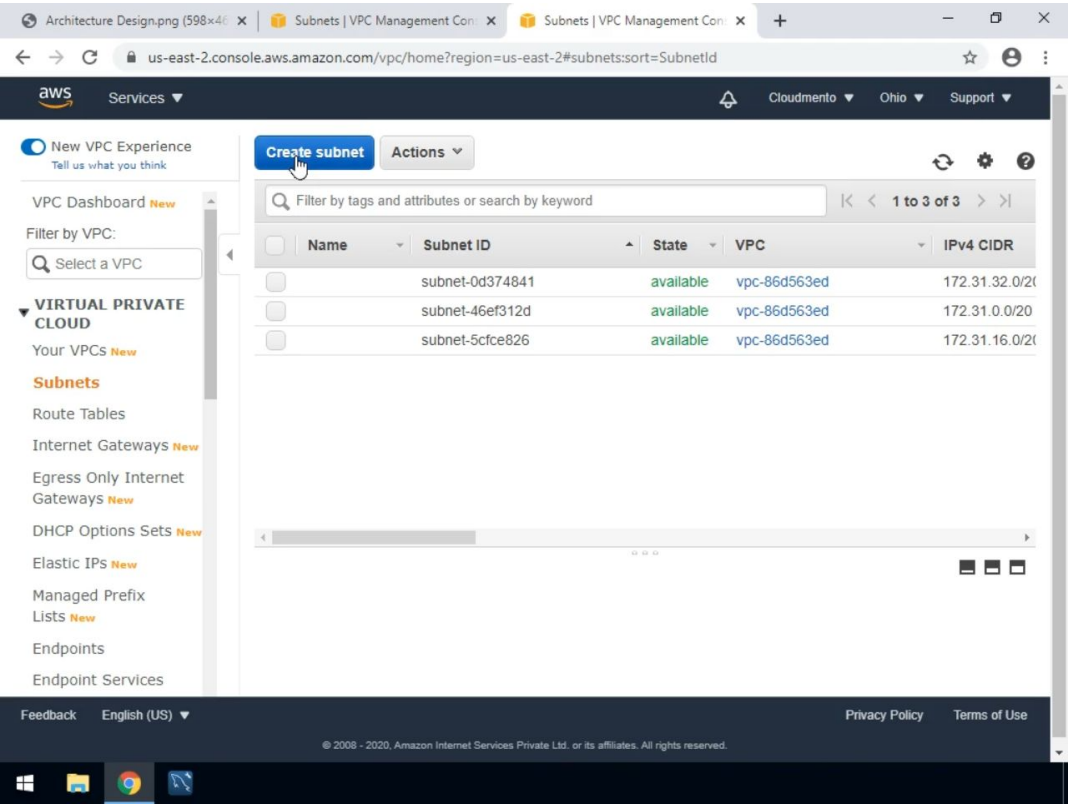 Architecture Design.png (598×46
Subnets | VPC Management Con
Subnets | VPC Management Con
us-east-2.console.aws.amazon.com/vpc/home?region=us-east-2#subnets:sort=SubnetId
aws
Services
Cloudmento
Ohio
Support
New VPC Experience
Tell us what you think
Create subnet
Actions
VPC Dashboard New
Filter by VPC:
Select a VPC
VIRTUAL PRIVATE
CLOUD
Your VPCs New
Subnets
Route Tables
Internet Gateways New
Egress Only Internet
Gateways New
DHCP Options Sets New
Elastic IPs New
Managed Prefix
Lists New
Endpoints
Endpoint Services
Filter by tags and attributes or search by keyword
1 to 3 of 3
Name Subnet ID State VPC IPv4 CIDR
subnet-0d374841 available vpc-86d563ed 172.31.32.0/20
subnet-46ef312d available vpc-86d563ed 172.31.0.0/20
subnet-5cfce826 available vpc-86d563ed 172.31.16.0/20
Feedback
English (US)
Privacy Policy
Terms of Use
© 2008 - 2020, Amazon Internet Services Private Ltd. or its affiliates. All rights reserved.